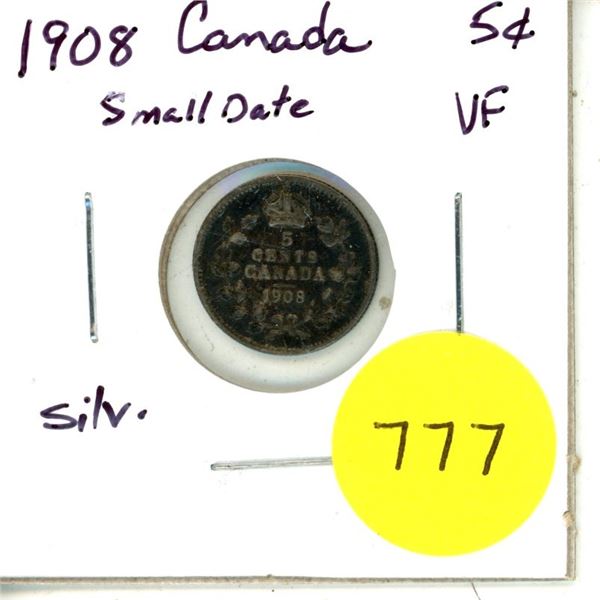 1908 Canada 5¢
Small Date VF
5
CENTS
CANADA
1908
Silv.
777